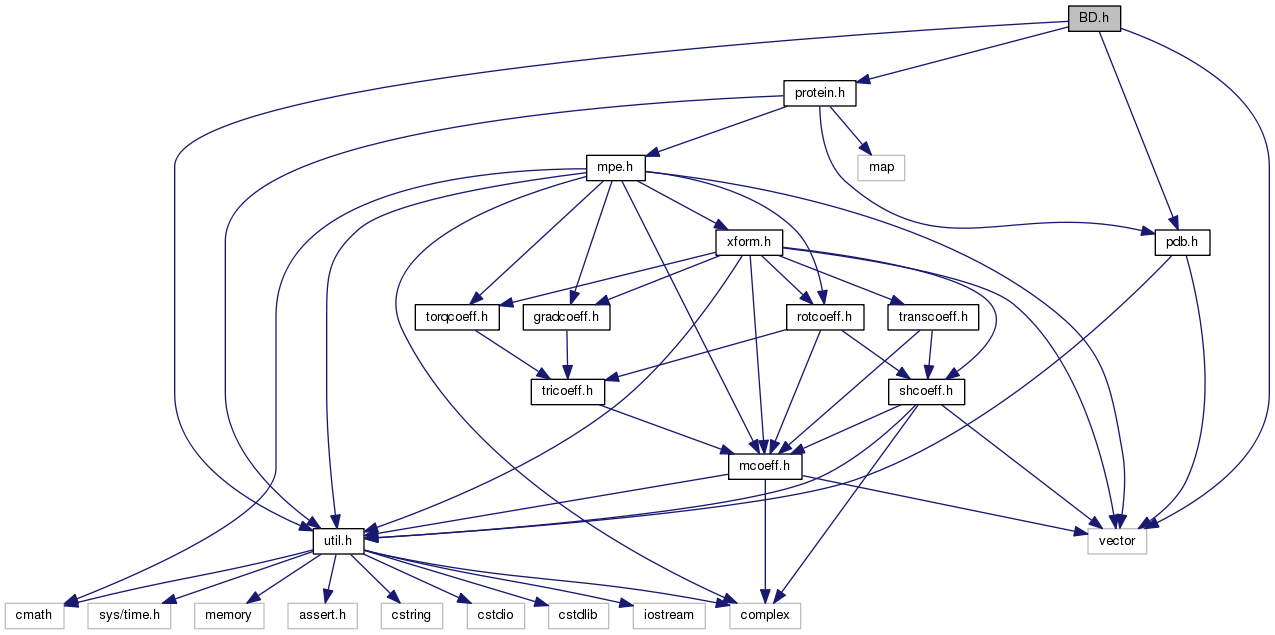 BD.h
protein.h
mpe.h
map
xform.h
pdb.h
torqcoeff.h
gradcoeff.h
rotcoeff.h
transcoeff.h
tricoeff.h
shcoeff.h
mcoeff.h
util.h
vector
cmath
sys/time.h
memory
assert.h
cstring
cstdio
cstdlib
iostream
complex